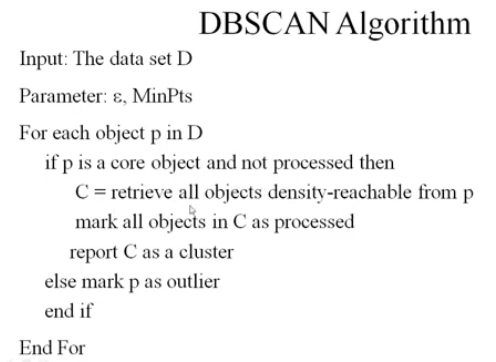 DBSCAN Algorithm
Input: The data set D
Parameter: ε, MinPts
For each object p in D
if p is a core object and not processed then
C = retrieve all objects density-reachable from p
mark all objects in C as processed
report C as a cluster
else mark p as outlier
end if
End For